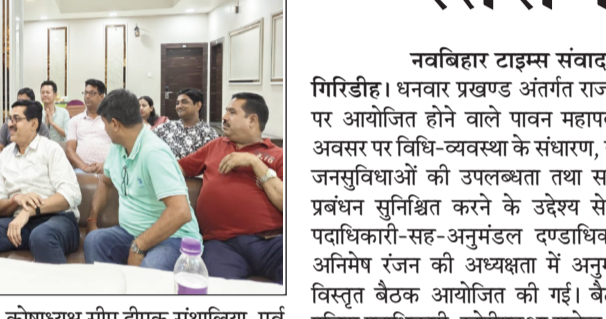 नवबिहार टाइम्स संवाद
गिरिडीह। धनवार प्रखण्ड अंतर्गत राज
पर आयोजित होने वाले पावन महाप
अवसर पर विधि-व्यवस्था के संधारण,
जनसुविधाओं की उपलब्धता तथा स
प्रबंधन सुनिश्चित करने के उद्देश्य से
पदाधिकारी-सह-अनुमंडल दण्डाधिक
अनिमेष रंजन की अध्यक्षता में अनुम
विस्तृत बैठक आयोजित की गई। बै
कोषाध्यक्ष सीए दीपक संथालिया, पूर्व